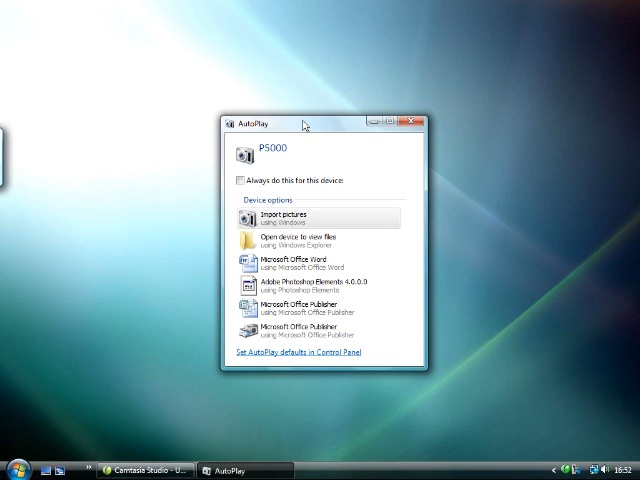 AutoPlay
P5000
Always do this for this device:
Device options
Import pictures
using Windows
Open device to view files
using Windows Explorer
Microsoft Office Word
using Microsoft Office Word
Adobe Photoshop Elements 4.0.0.0
using Photoshop Elements
Microsoft Office Publisher
using Microsoft Office Publisher
Microsoft Office Publisher
using Microsoft Office Publisher
Set AutoPlay defaults in Control Panel
Camtasia Studio - U...
AutoPlay
16:52